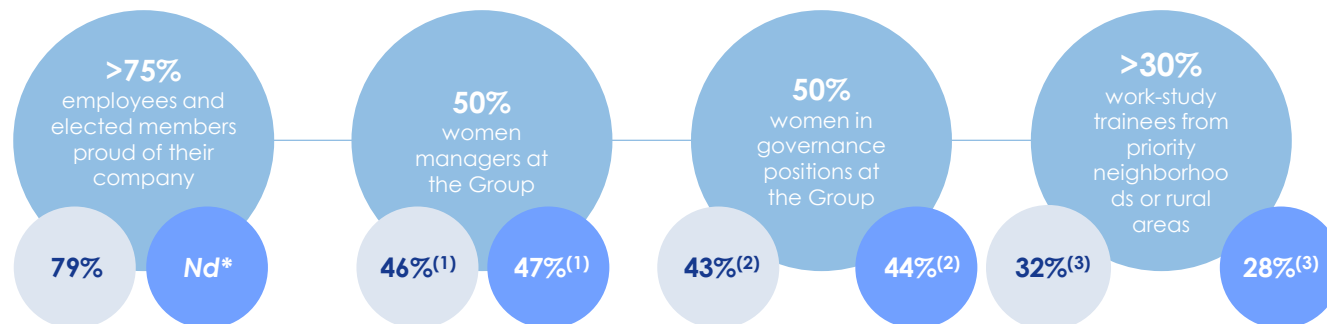 >75%
employees and
elected members
proud of their
company
79%
Nd*
50%
women
managers at
the Group
46%(1)
47%(1)
50%
women in
governance
positions at
the Group
43%(2)
44%(2)
>30%
work-study
trainees from
priority
neighborhoo
ds or rural
areas
32%(3)
28%(3)